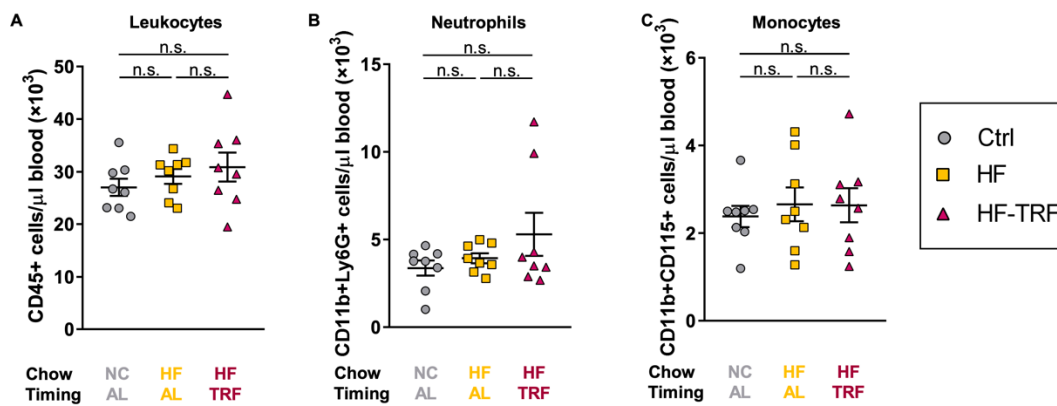 A
Leukocytes
n.s.
n.s.
n.s.
CD45+ cells/µl blood (×10³)
50
40
30
20
10
0
Chow
NC
HF
HF
Timing
AL
AL
TRF
B
Neutrophils
n.s.
n.s.
n.s.
CD11b+Ly6G+ cells/µl blood (×10³)
15
10
5
0
Chow
NC
HF
HF
Timing
AL
AL
TRF
C
Monocytes
n.s.
n.s.
n.s.
CD11b+CD115+ cells/µl blood (×10³)
6
4
2
0
Chow
NC
HF
HF
Timing
AL
AL
TRF
Ctrl
HF
HF-TRF